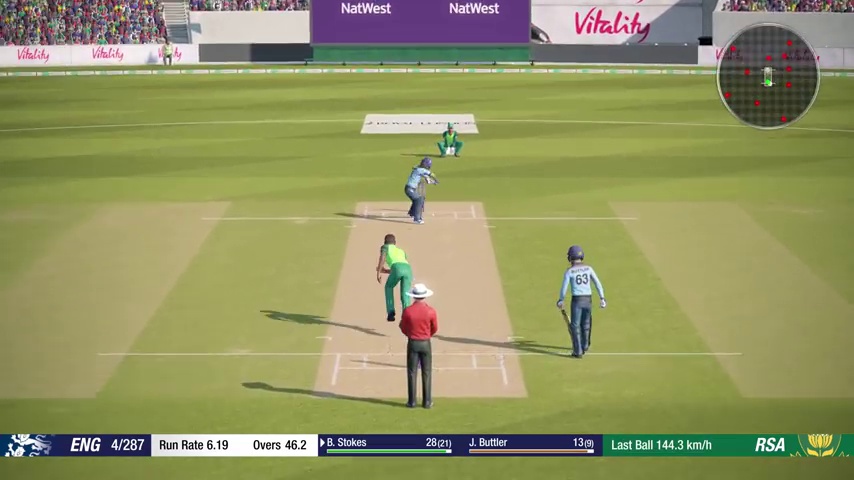 NatWest NatWest
Vitality
Vitality Vitality Vitality
BUTTLER
63
ENG 4/287 Run Rate 6.19 Overs 46.2 B. Stokes 28(21) J. Buttler 13(9) Last Ball 144.3 km/h RSA